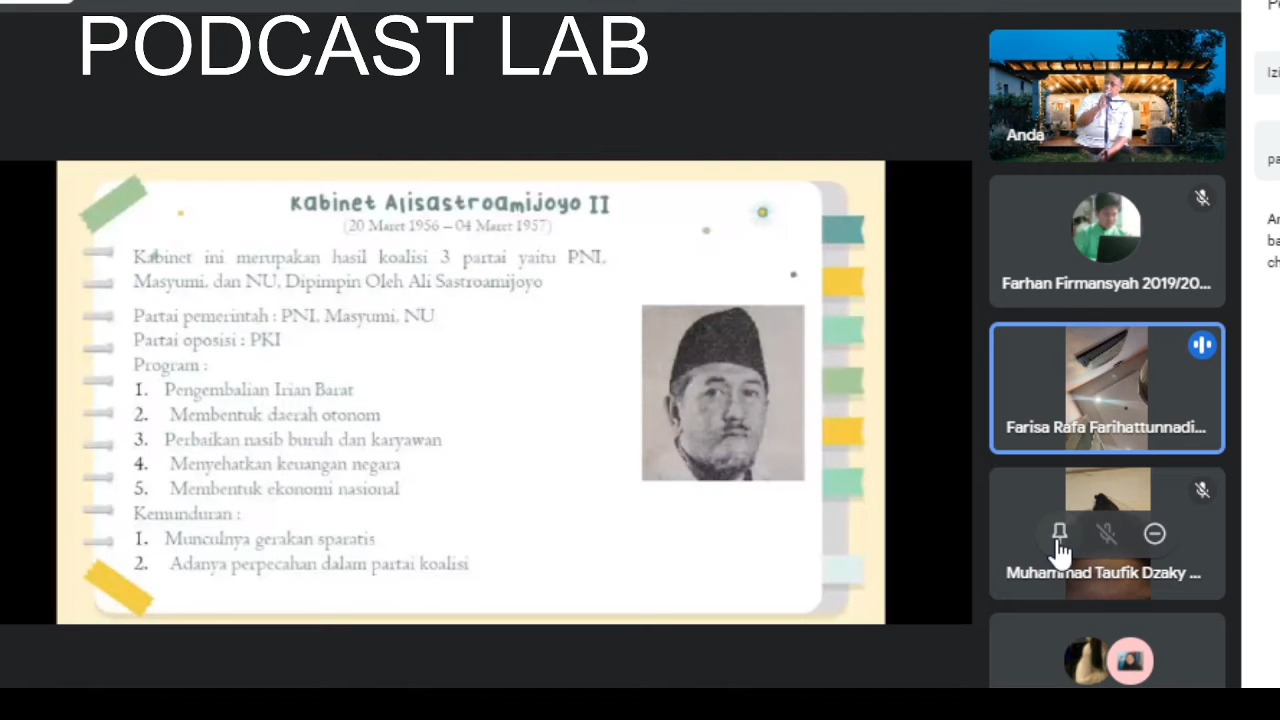 PODCAST LAB
Kabinet Alisastroamijoyo II
(20 Maret 1956 – 04 Maret 1957)
Kabinet ini merupakan hasil koalisi 3 partai yaitu PNI,
Masyumi, dan NU, Dipimpin Oleh Ali Sastroamijoyo
Partai pemerintah : PNI, Masyumi, NU
Partai oposisi : PKI
Program :
1. Pengembalian Irian Barat
2. Membentuk daerah otonom
3. Perbaikan nasib buruh dan karyawan
4. Menyehatkan keuangan negara
5. Membentuk ekonomi nasional
Kemunduran :
1. Munculnya gerakan sparatis
2. Adanya perpecahan dalam partai koalisi
Anda
Farhan Firmansyah 2019/20...
Farisa Rafa Farihattunnadi...
Muhammad Taufik Dzaky ...